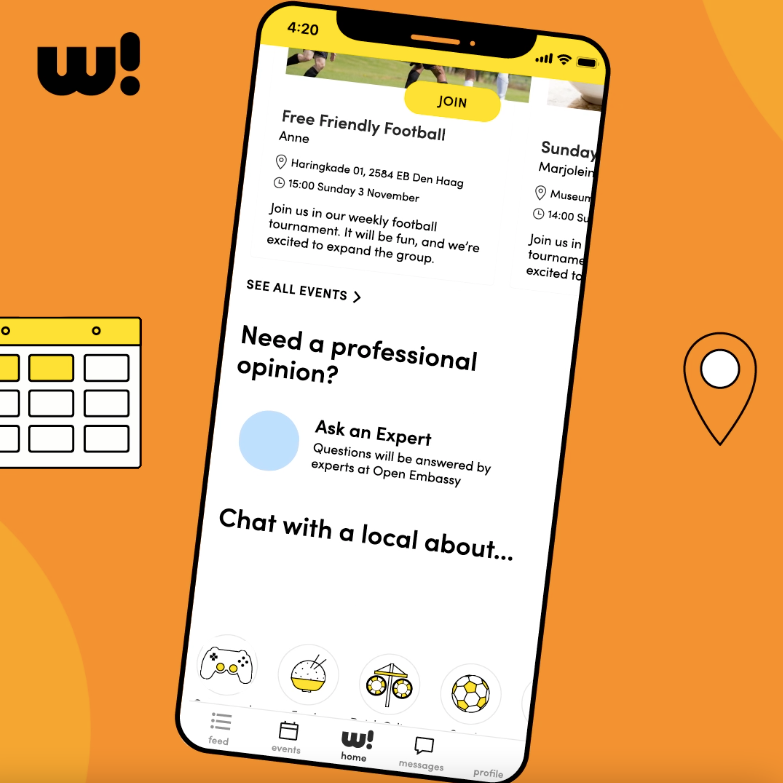 w!
4:20
JOIN
Free Friendly Football
Anne
Haringkade 01, 2584 EB Den Haag
15:00 Sunday 3 November
Join us in our weekly football
tournament. It will be fun, and we're
excited to expand the group.
Sunday
Marjolein
Museum
14:00 Su
Join us in
tourname
excited to
SEE ALL EVENTS
Need a professional
opinion?
Ask an Expert
Questions will be answered by
experts at Open Embassy
Chat with a local about...
feed
events
w!
home
messages
profile